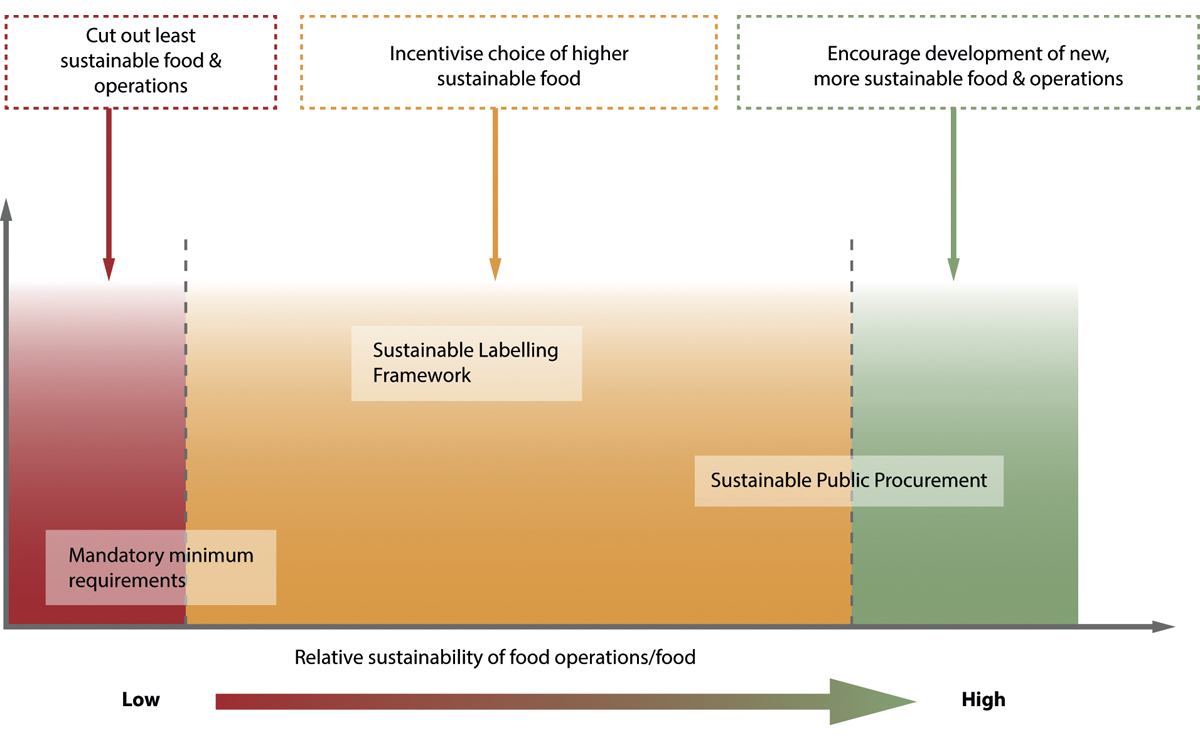 Cut out least
sustainable food &
operations
Incentivise choice of higher
sustainable food
Encourage development of new,
more sustainable food & operations
Sustainable Labelling
Framework
Sustainable Public Procurement
Mandatory minimum
requirements
Relative sustainability of food operations/food
Low
High